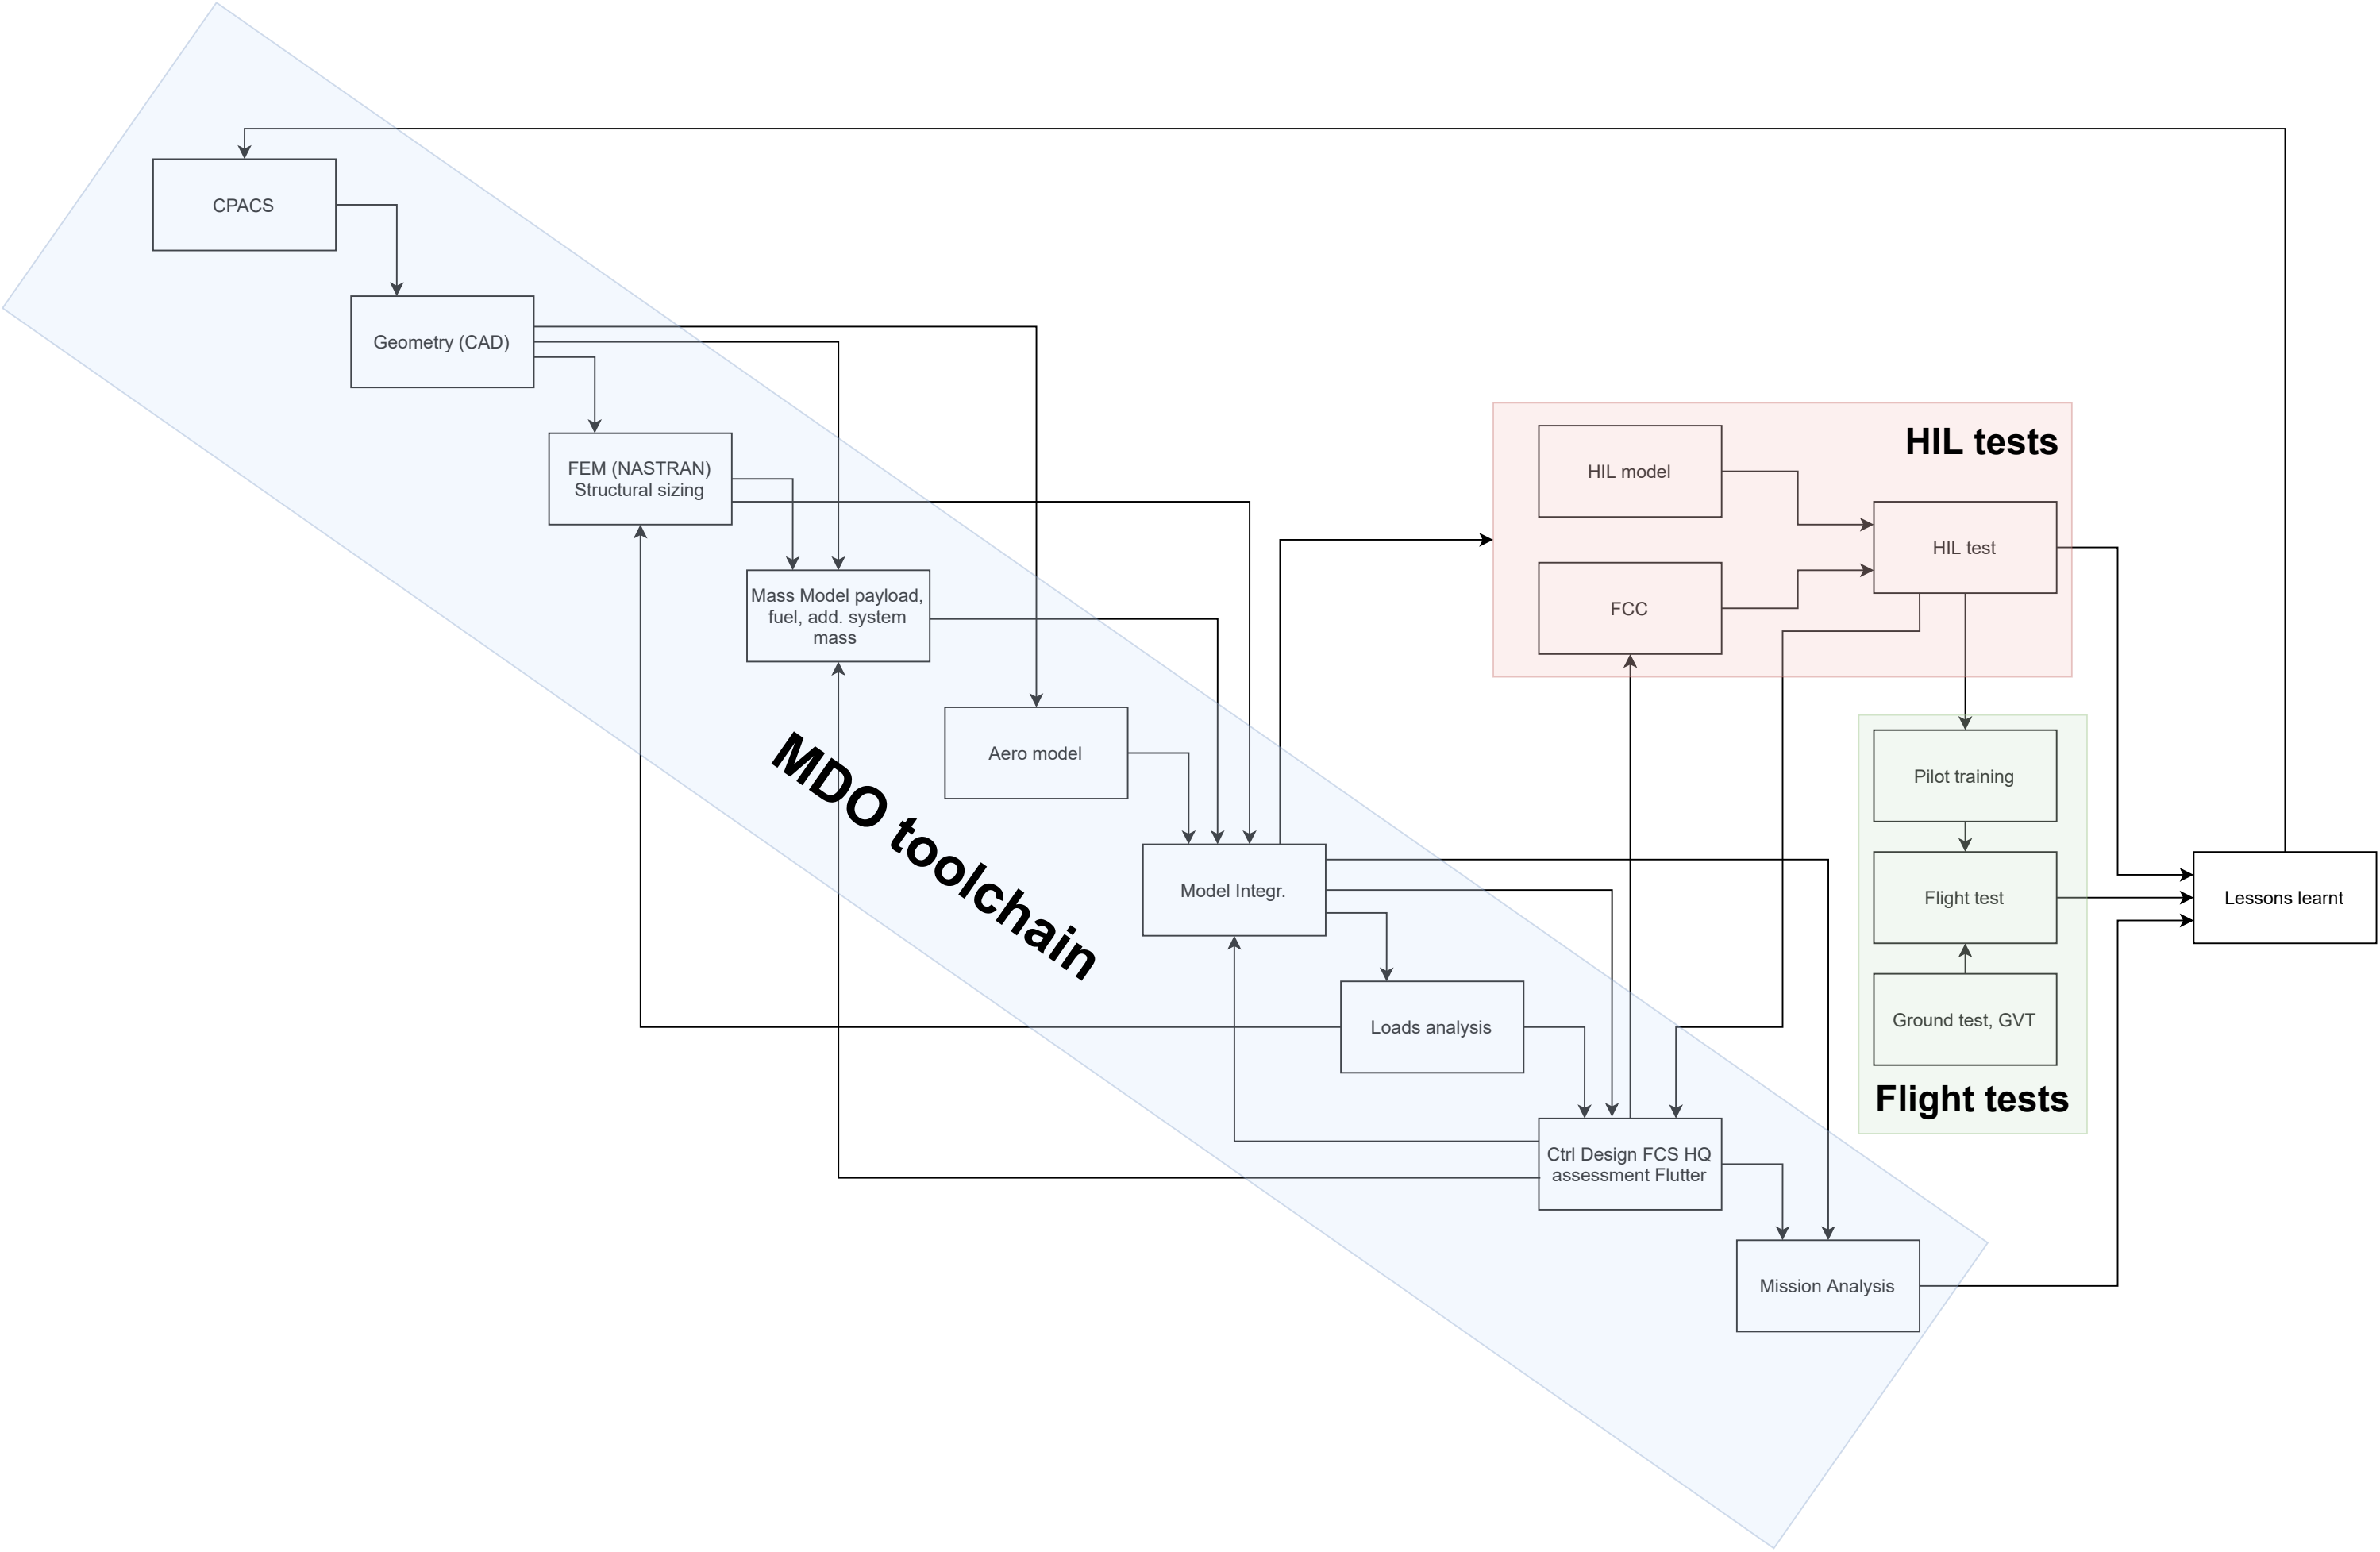 CPACS
Geometry (CAD)
FEM (NASTRAN)
Structural sizing
Mass Model payload,
fuel, add. system
mass
Aero model
MDO toolchain
Model Integr.
Loads analysis
Ctrl Design FCS HQ
assessment Flutter
Mission Analysis
HIL tests
HIL model
HIL test
FCC
Pilot training
Flight test
Ground test, GVT
Flight tests
Lessons learnt